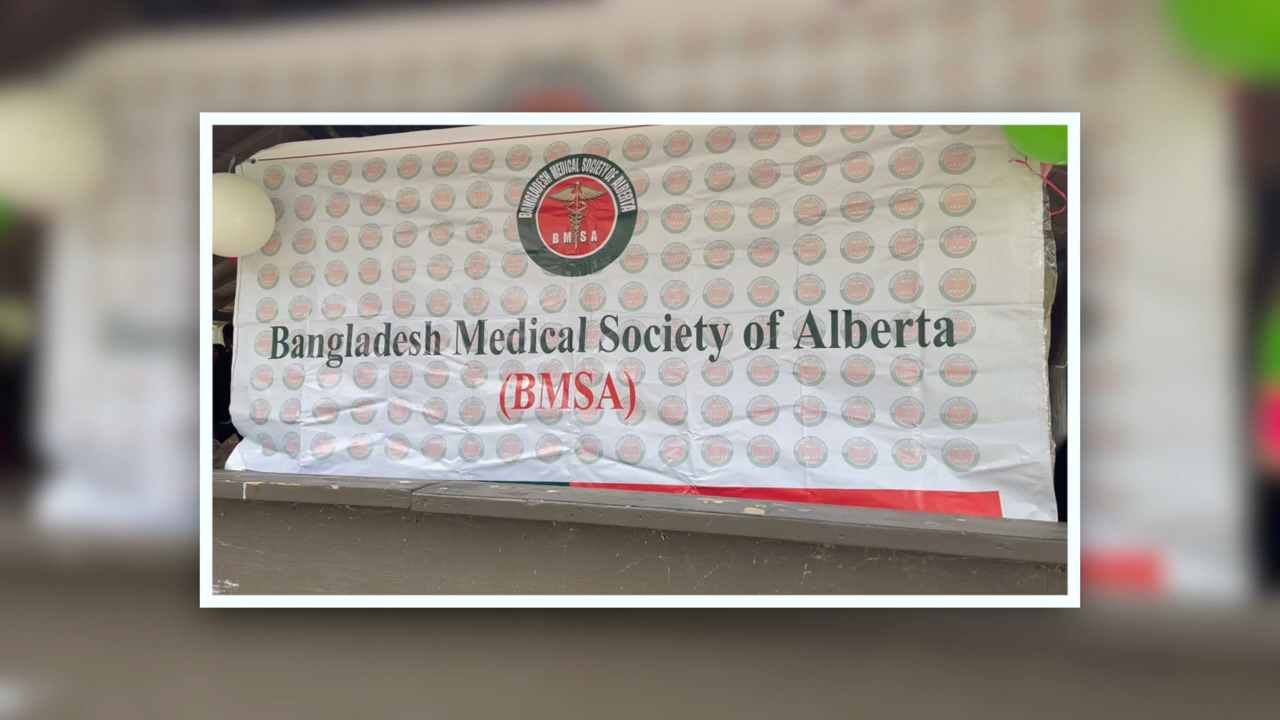 BANGLADESH MEDICAL SOCIETY OF ALBERTA
BMSA
Bangladesh Medical Society of Alberta
(BMSA)